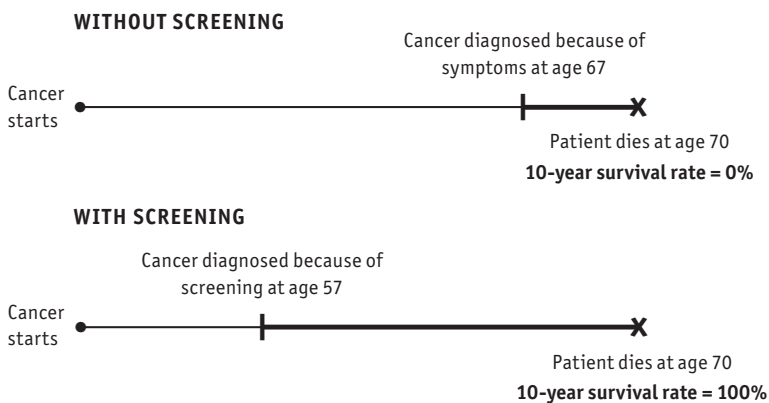 WITHOUT SCREENING
Cancer diagnosed because of
symptoms at age 67
Cancer
starts
Patient dies at age 70
10-year survival rate = 0%
WITH SCREENING
Cancer diagnosed because of
screening at age 57
Cancer
starts
Patient dies at age 70
10-year survival rate = 100%